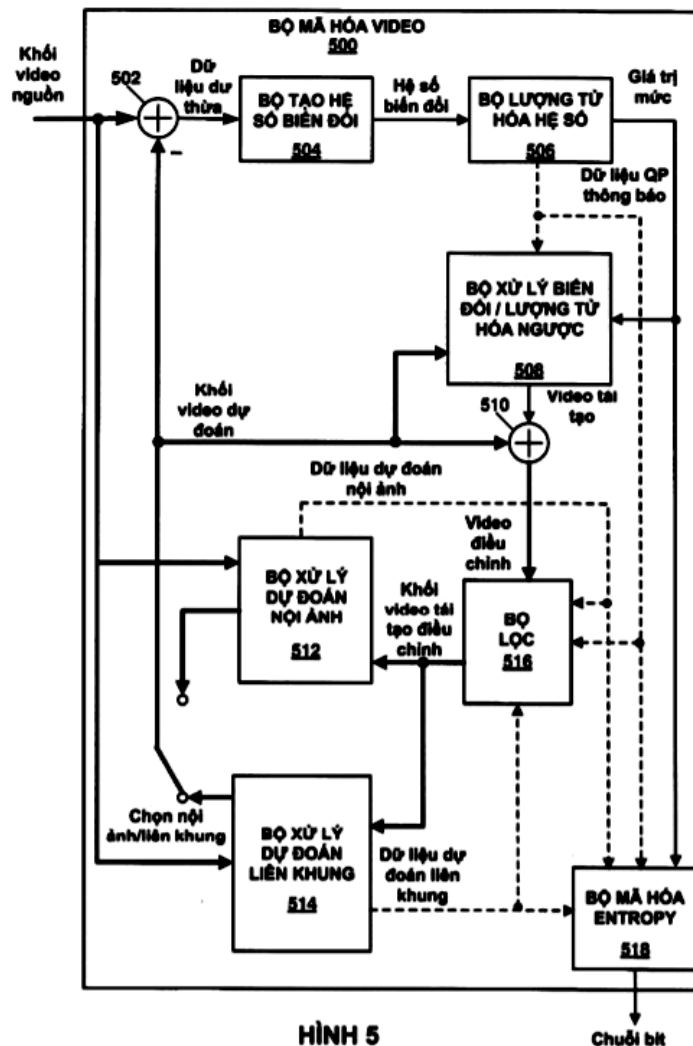 BỘ MÃ HÓA VIDEO
500
Khối
video
nguồn
502
Dữ
liệu dư
thừa
BỘ TẠO HỆ
SỐ BIẾN ĐỔI
504
Hệ số
biến đổi
BỘ LƯỢNG TỬ
HÓA HỆ SỐ
506
Giá trị
mức
Dữ liệu QP
thông báo
BỘ XỬ LÝ BIẾN
ĐỔI / LƯỢNG TỬ
HÓA NGƯỢC
508
Khối
video dự
đoán
510
Video tái
tạo
Dữ liệu dự đoán
nội ảnh
Video
điều
chỉnh
BỘ XỬ LÝ
DỰ ĐOÁN
NỘI ẢNH
512
Khối
video tái
tạo điều
chỉnh
BỘ
LỌC
516
Chọn nội
ảnh/liên khung
BỘ XỬ LÝ
DỰ ĐOÁN
LIÊN KHUNG
514
Dữ liệu dự
đoán liên
khung
BỘ MÃ HÓA
ENTROPY
518
HÌNH 5
Chuỗi bit